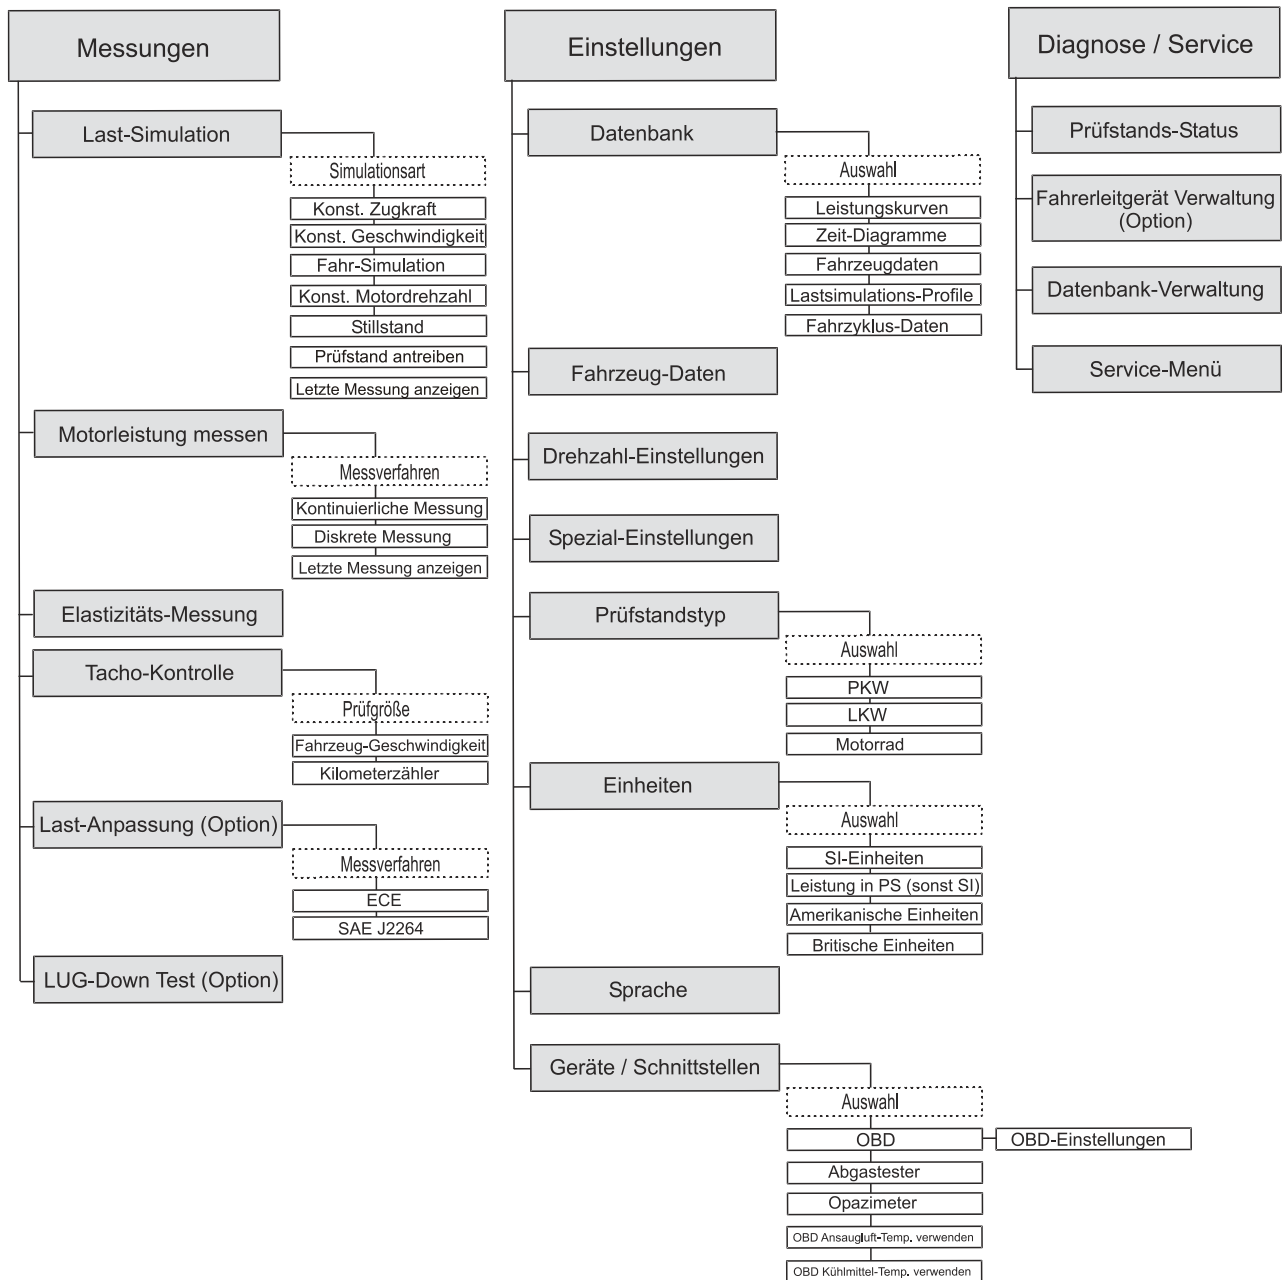 Messungen
Last-Simulation
Simulationsart
Konst. Zugkraft
Konst. Geschwindigkeit
Fahr-Simulation
Konst. Motordrehzahl
Stillstand
Prüfstand antreiben
Letzte Messung anzeigen
Motorleistung messen
Messverfahren
Kontinuierliche Messung
Diskrete Messung
Letzte Messung anzeigen
Elastizitäts-Messung
Tacho-Kontrolle
Prüfgröße
Fahrzeug-Geschwindigkeit
Kilometerzähler
Last-Anpassung (Option)
Messverfahren
ECE
SAE J2264
LUG-Down Test (Option)
Einstellungen
Datenbank
Auswahl
Leistungskurven
Zeit-Diagramme
Fahrzeugdaten
Lastsimulations-Profile
Fahrzyklus-Daten
Fahrzeug-Daten
Drehzahl-Einstellungen
Spezial-Einstellungen
Prüfstandstyp
Auswahl
PKW
LKW
Motorrad
Einheiten
Auswahl
SI-Einheiten
Leistung in PS (sonst SI)
Amerikanische Einheiten
Britische Einheiten
Sprache
Geräte / Schnittstellen
Auswahl
OBD
OBD-Einstellungen
Abgastester
Opazimeter
OBD Ansaugluft-Temp. verwenden
OBD Kühlmittel-Temp. verwenden
Diagnose / Service
Prüfstands-Status
Fahrerleitgerät Verwaltung
(Option)
Datenbank-Verwaltung
Service-Menü